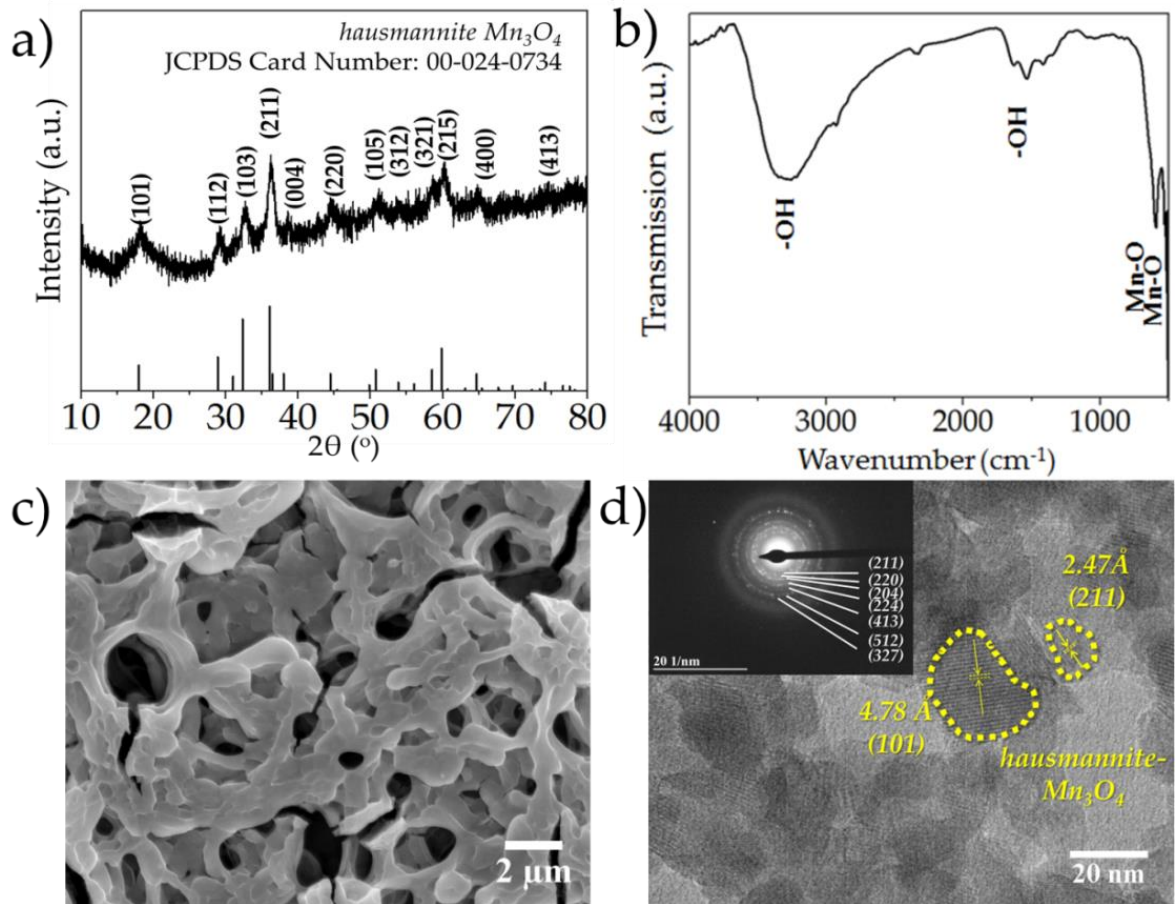 a)
hausmannite Mn₃O₄
JCPDS Card Number: 00-024-0734
Intensity (a.u.)
(101)
(112)
(103)
(211)
(004)
(220)
(105)
(312)
(321)
(215)
(400)
(413)
10 20 30 40 50 60 70 80
2θ (°)
b)
Transmission (a.u.)
-OH
-OH
Mn-O
Mn-O
4000 3000 2000 1000
Wavenumber (cm⁻¹)
c)
2 μm
d)
(211)
(220)
(204)
(224)
(413)
(512)
(327)
20 1/nm
2.47Å
(211)
4.78 Å
(101)
hausmannite-
Mn₃O₄
20 nm